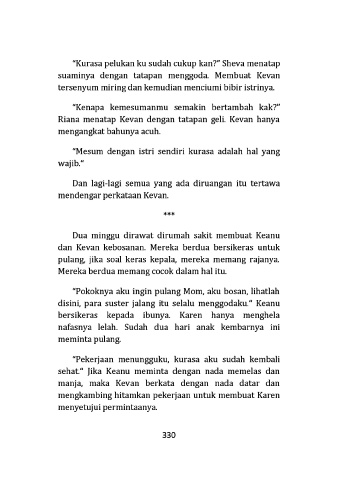 "Kurasa pelukan ku sudah cukup kan?" Sheva menatap
suaminya dengan tatapan menggoda. Membuat Kevan
tersenyum miring dan kemudian menciumi bibir istrinya.
"Kenapa kemesumanmu semakin bertambah kak?"
Riana menatap Kevan dengan tatapan geli. Kevan hanya
mengangkat bahunya acuh.
"Mesum dengan istri sendiri kurasa adalah hal yang
wajib."
Dan lagi-lagi semua yang ada diruangan itu tertawa
mendengar perkataan Kevan.
***
Dua minggu dirawat dirumah sakit membuat Keanu
dan Kevan kebosanan. Mereka berdua bersikeras untuk
pulang, jika soal keras kepala, mereka memang rajanya.
Mereka berdua memang cocok dalam hal itu.
"Pokoknya aku ingin pulang Mom, aku bosan, lihatlah
disini, para suster jalang itu selalu menggodaku." Keanu
bersikeras kepada ibunya. Karen hanya menghela
nafasnya lelah. Sudah dua hari anak kembarnya ini
meminta pulang.
"Pekerjaan menungguku, kurasa aku sudah kembali
sehat." Jika Keanu meminta dengan nada memelas dan
manja, maka Kevan berkata dengan nada datar dan
mengkambing hitamkan pekerjaan untuk membuat Karen
menyetujui permintaanya.
330